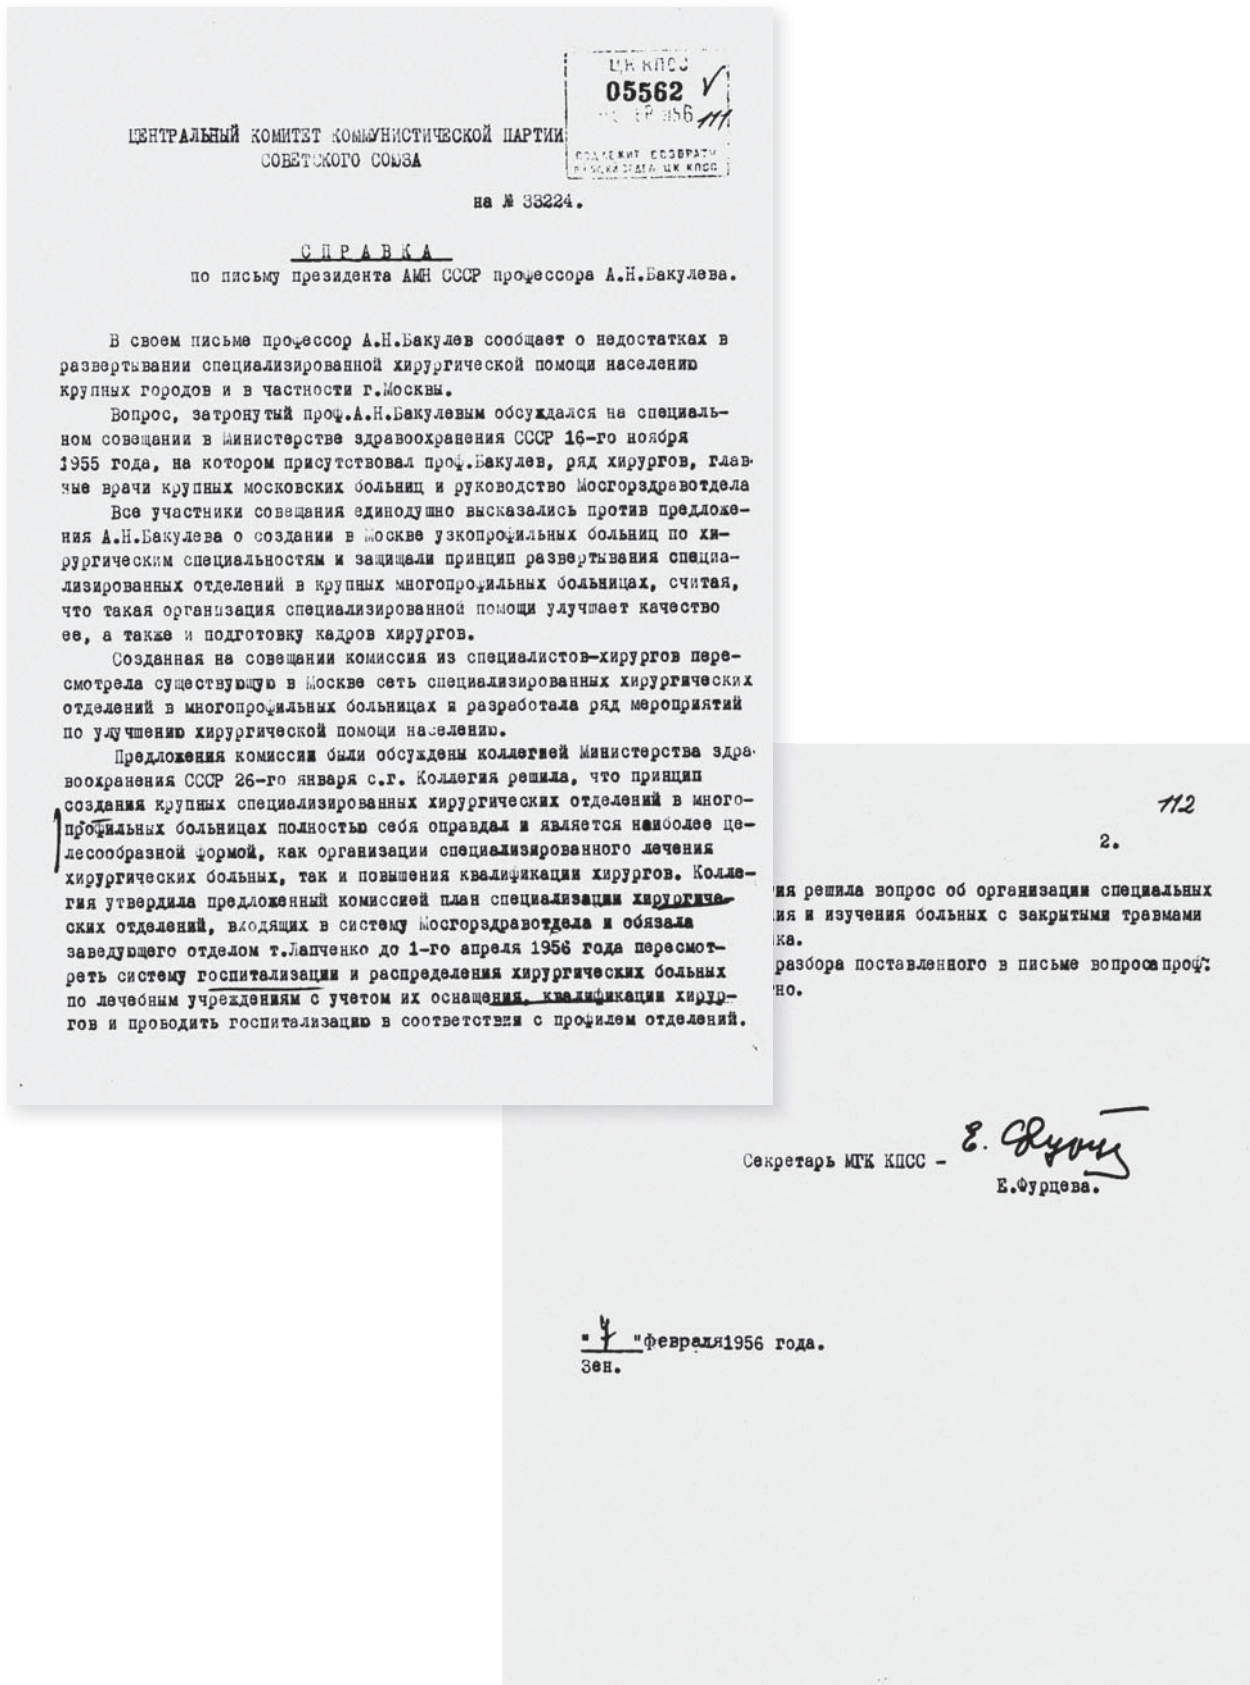 ЦК КПСС
05562
111
ПОДЛЕЖИТ ВОЗВРАТУ
ЦК КПСС
ЦЕНТРАЛЬНЫЙ КОМИТЕТ КОММУНИСТИЧЕСКОЙ ПАРТИИ
СОВЕТСКОГО СОЮЗА
на № 33224.
СПРАВКА
по письму президента АМН СССР профессора А.Н.Бакулева.
В своем письме профессор А.Н.Бакулев сообщает о недостатках в
развертывании специализированной хирургической помощи населению
крупных городов и в частности г.Москвы.
Вопрос, затронутый проф.А.Н.Бакулевым обсуждался на специаль-
ном совещании в Министерстве здравоохранения СССР 16-го ноября
1955 года, на котором присутствовал проф.Бакулев, ряд хирургов, глав-
ные врачи крупных московских больниц и руководство Мосгорздравотдела
Все участники совещания единодушно высказались против предложе-
ния А.Н.Бакулева о создании в Москве узкопрофильных больниц по хи-
рургическим специальностям и защищали принцип развертывания специа-
лизированных отделений в крупных многопрофильных больницах, считая,
что такая организация специализированной помощи улучшает качество
ее, а также и подготовку кадров хирургов.
Созданная на совещании комиссия из специалистов-хирургов пере-
смотрела существующую в Москве сеть специализированных хирургических
отделений в многопрофильных больницах и разработала ряд мероприятий
по улучшению хирургической помощи населению.
Предложения комиссии были обсуждены коллегией Министерства здра-
воохранения СССР 26-го января с.г. Коллегия решила, что принцип
создания крупных специализированных хирургических отделений в много-
профильных больницах полностью себя оправдал и является наиболее це-
лесообразной формой, как организации специализированного лечения
хирургических больных, так и повышения квалификации хирургов. Колле-
гия утвердила предложенный комиссией план специализации хирургиче-
ских отделений, входящих в систему Мосгорздравотдела и обязала
заведующего отделом т.Лапченко до 1-го апреля 1956 года пересмот-
реть систему госпитализации и распределения хирургических больных
по лечебным учреждениям с учетом их оснащения, квалификации хирур-
гов и проводить госпитализацию в соответствии с профилем отделений.
112
2.
ия решила вопрос об организации специальных
ия и изучения больных с закрытыми травмами
ка.
разбора поставленного в письме вопроса проф.
но.
Секретарь МГК КПСС - Е. Фурц
Е.Фурцева.
"7" февраля 1956 года.
Зен.